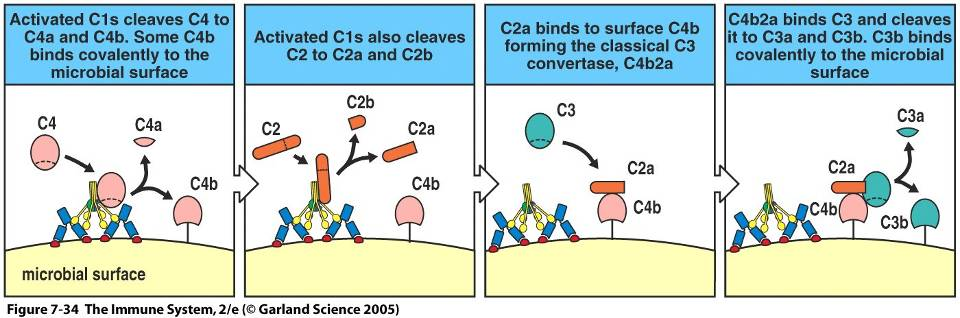 Activated C1s cleaves C4 to
C4a and C4b. Some C4b
binds covalently to the
microbial surface
Activated C1s also cleaves
C2 to C2a and C2b
C2a binds to surface C4b
forming the classical C3
convertase, C4b2a
C4b2a binds C3 and cleaves
it to C3a and C3b. C3b binds
covalently to the microbial
surface
C4
C4a
C4b
microbial surface
C2
C2b
C2a
C4b
C3
C2a
C4b
C3a
C2a
C4b
C3b
Figure 7-34 The Immune System, 2/e (© Garland Science 2005)